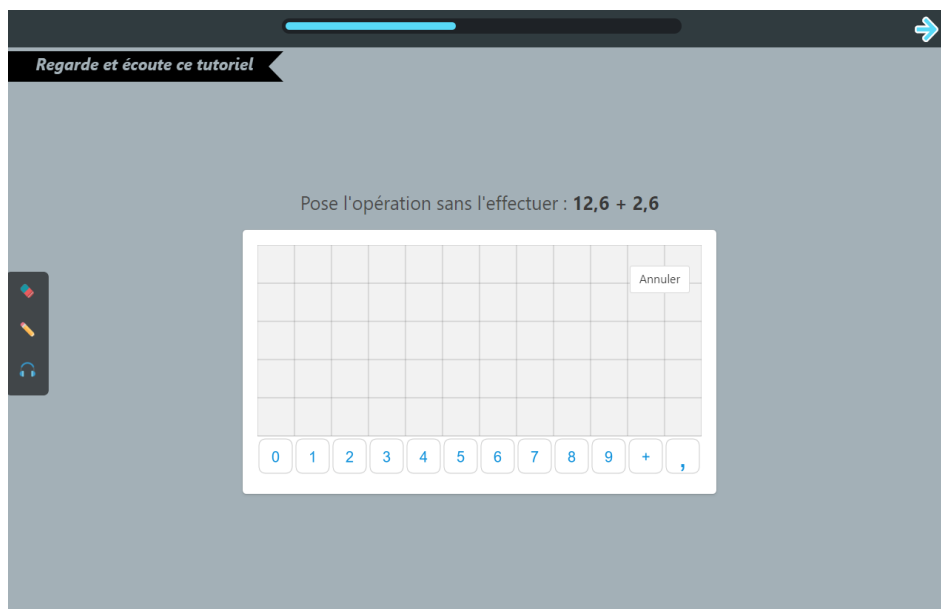 Regarde et écoute ce tutoriel
Pose l'opération sans l'effectuer : 12,6 + 2,6
Annuler
0 1 2 3 4 5 6 7 8 9 + ,